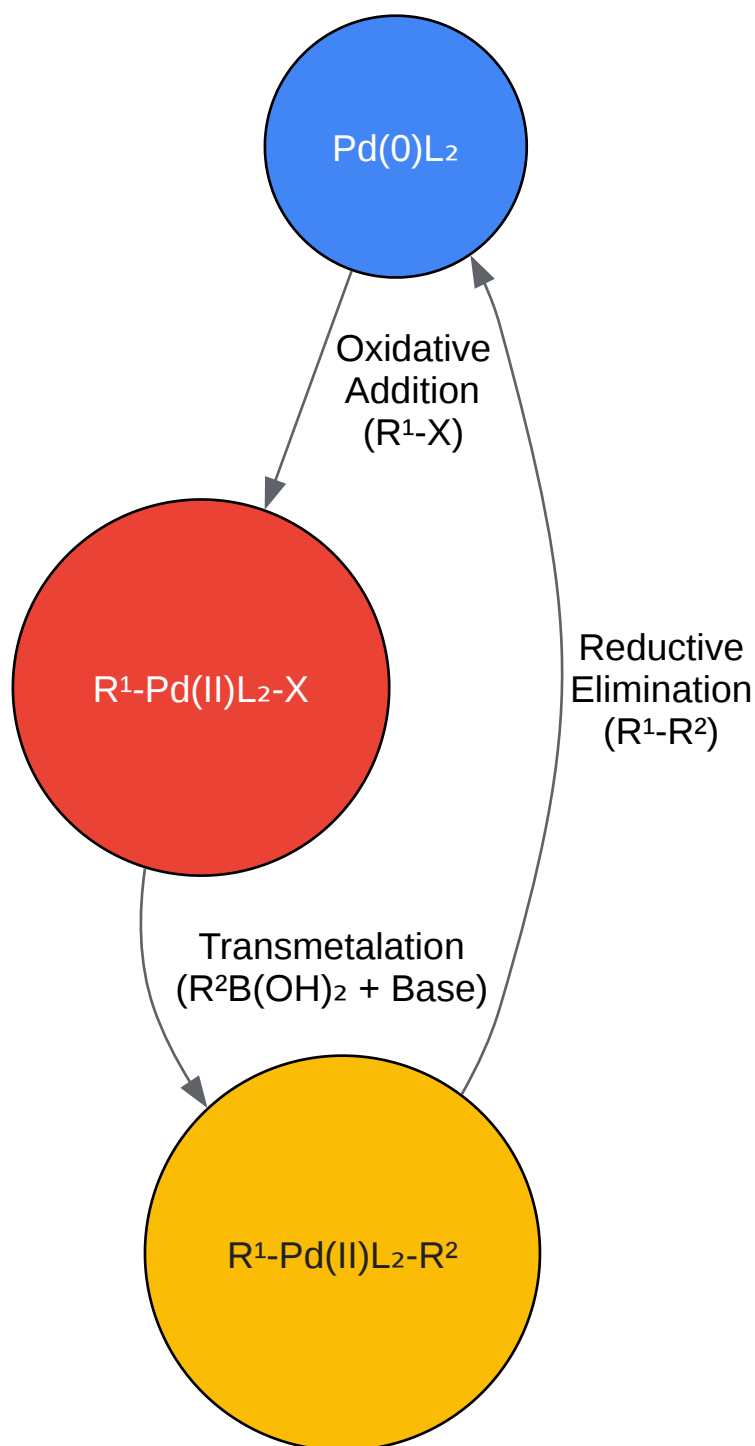 Pd(0)L₂
Oxidative
Addition
(R¹-X)
R¹-Pd(II)L₂-X
Reductive
Elimination
(R¹-R²)
Transmetalation
(R²B(OH)₂ + Base)
R¹-Pd(II)L₂-R²